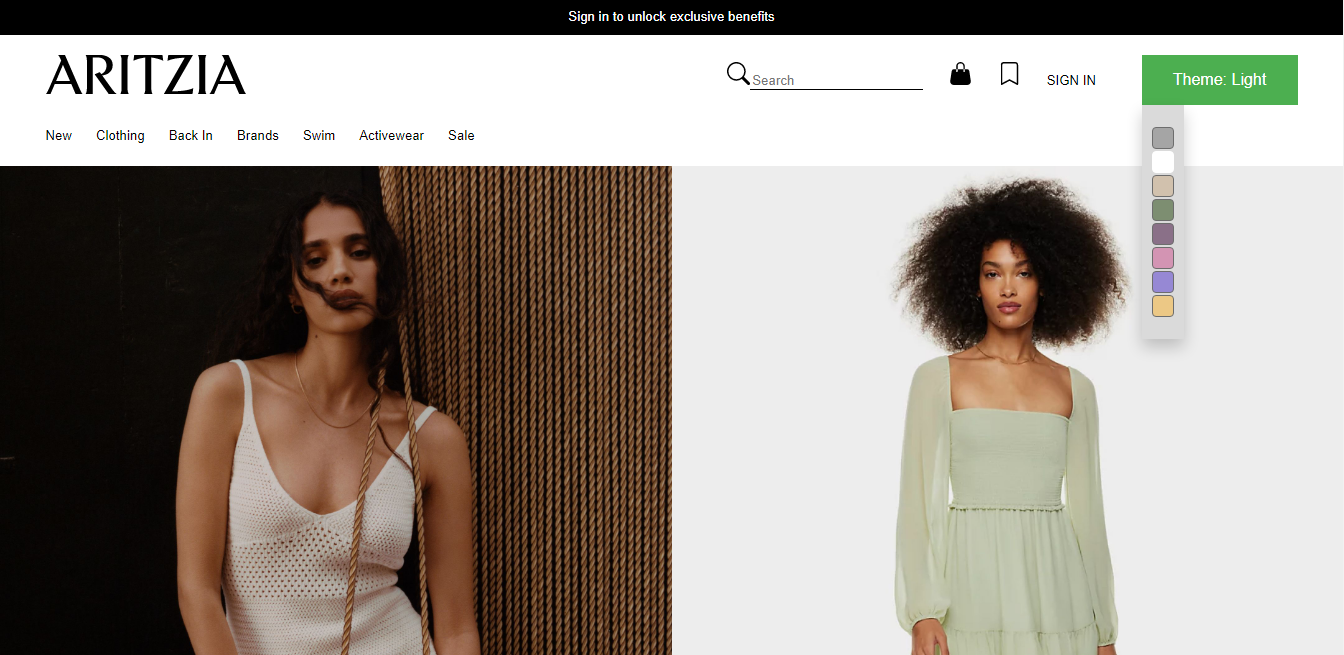 Sign in to unlock exclusive benefits
ARITZIA
Search
SIGN IN
Theme: Light
New Clothing Back In Brands Swim Activewear Sale